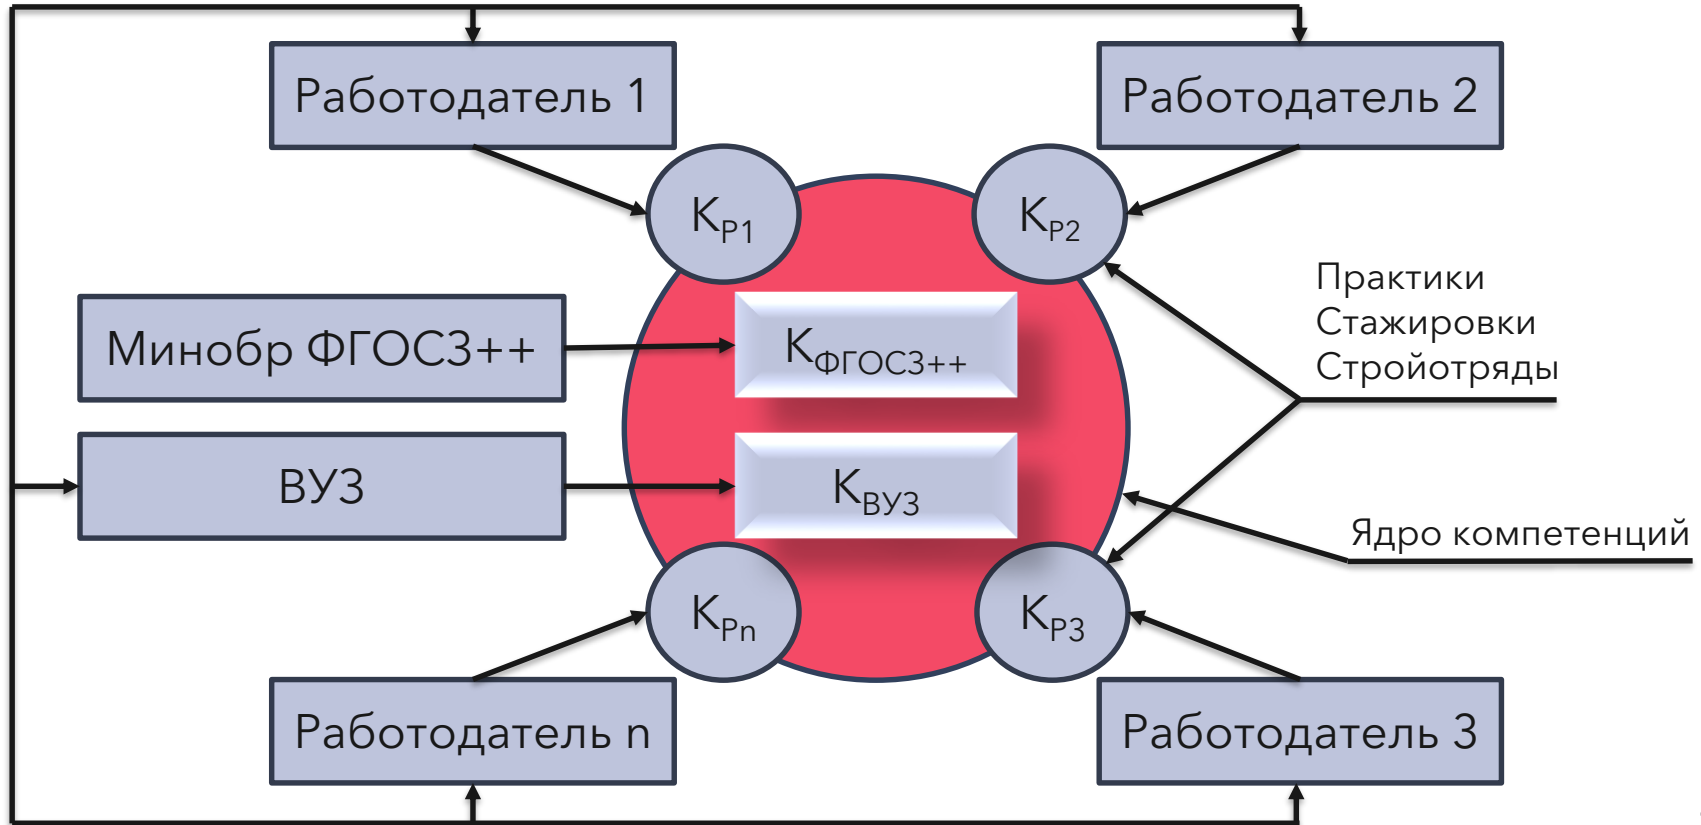 Работодатель 1
Работодатель 2
КР1
КР2
Практики
Стажировки
Стройотряды
Минобр ФГОС3++
КФГОС3++
ВУЗ
КВУЗ
Ядро компетенций
КРn
КР3
Работодатель n
Работодатель 3